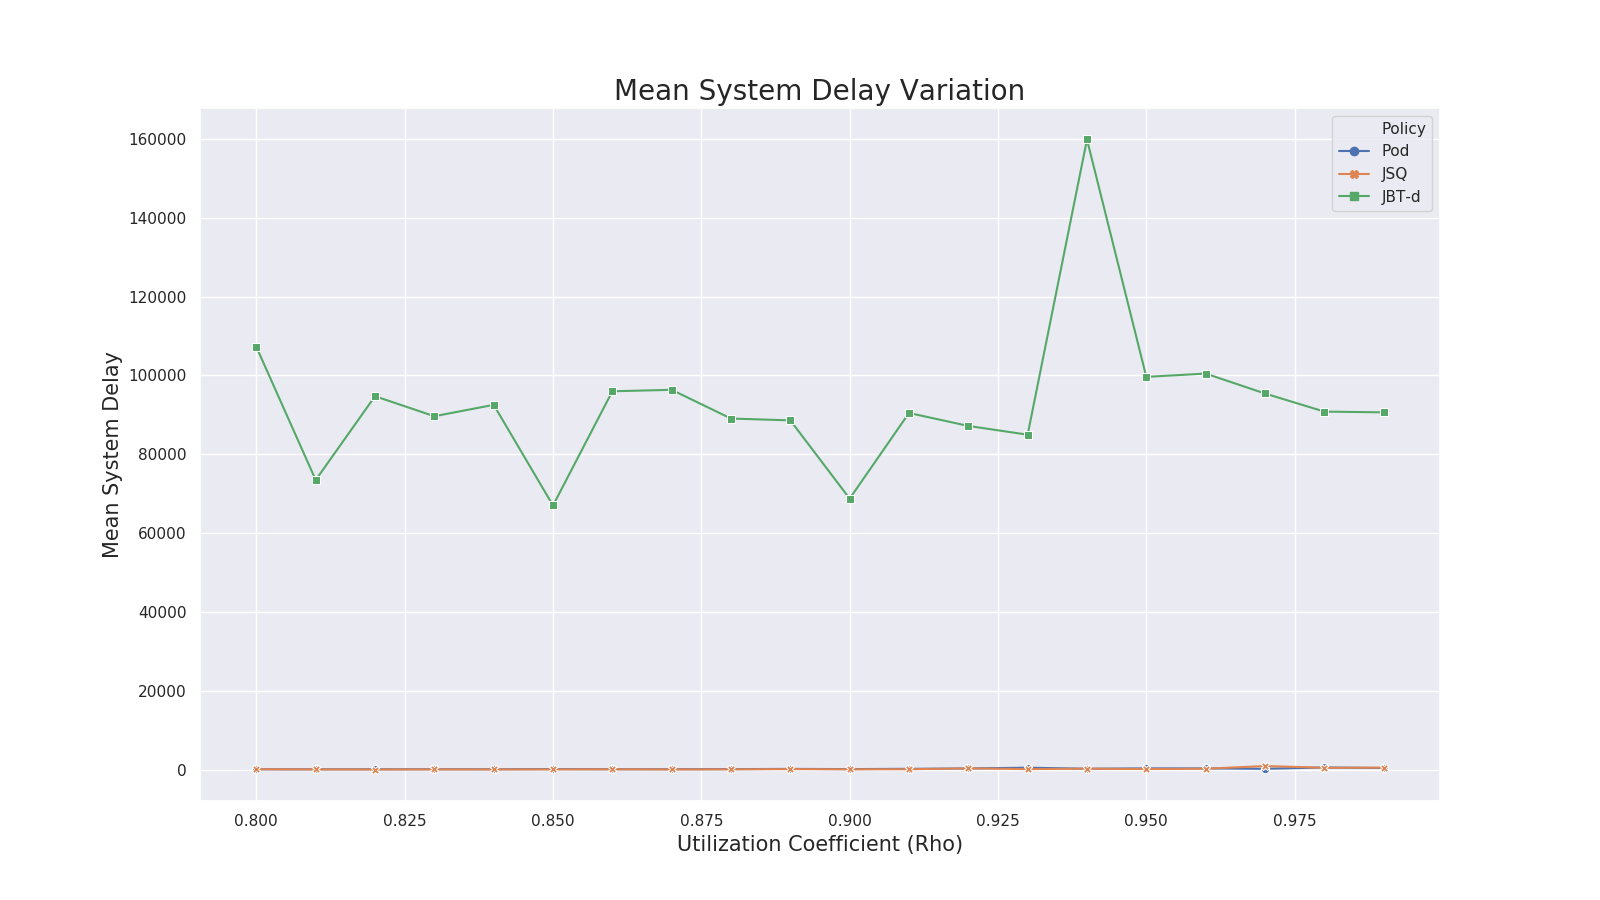 Mean System Delay Variation
160000
140000
120000
100000
80000
60000
40000
20000
0
Mean System Delay
Policy
Pod
JSQ
JBT-d
0.800 0.825 0.850 0.875 0.900 0.925 0.950 0.975
Utilization Coefficient (Rho)